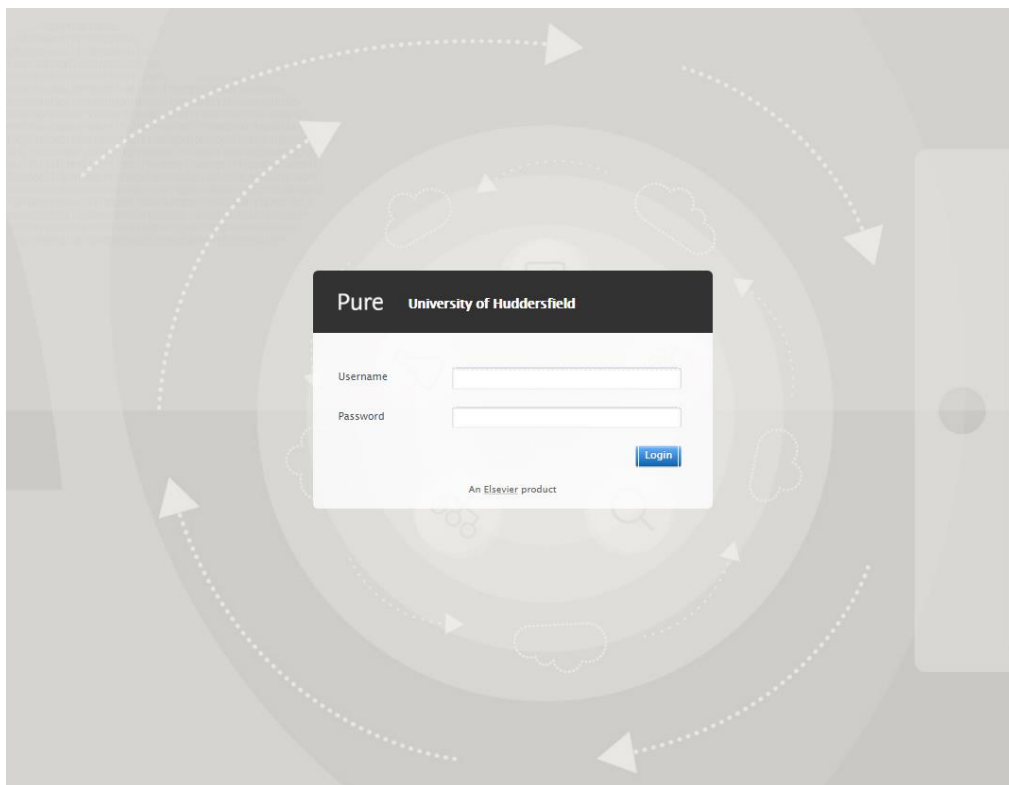 Pure University of Huddersfield
Username
Password
Login
An Elsevier product